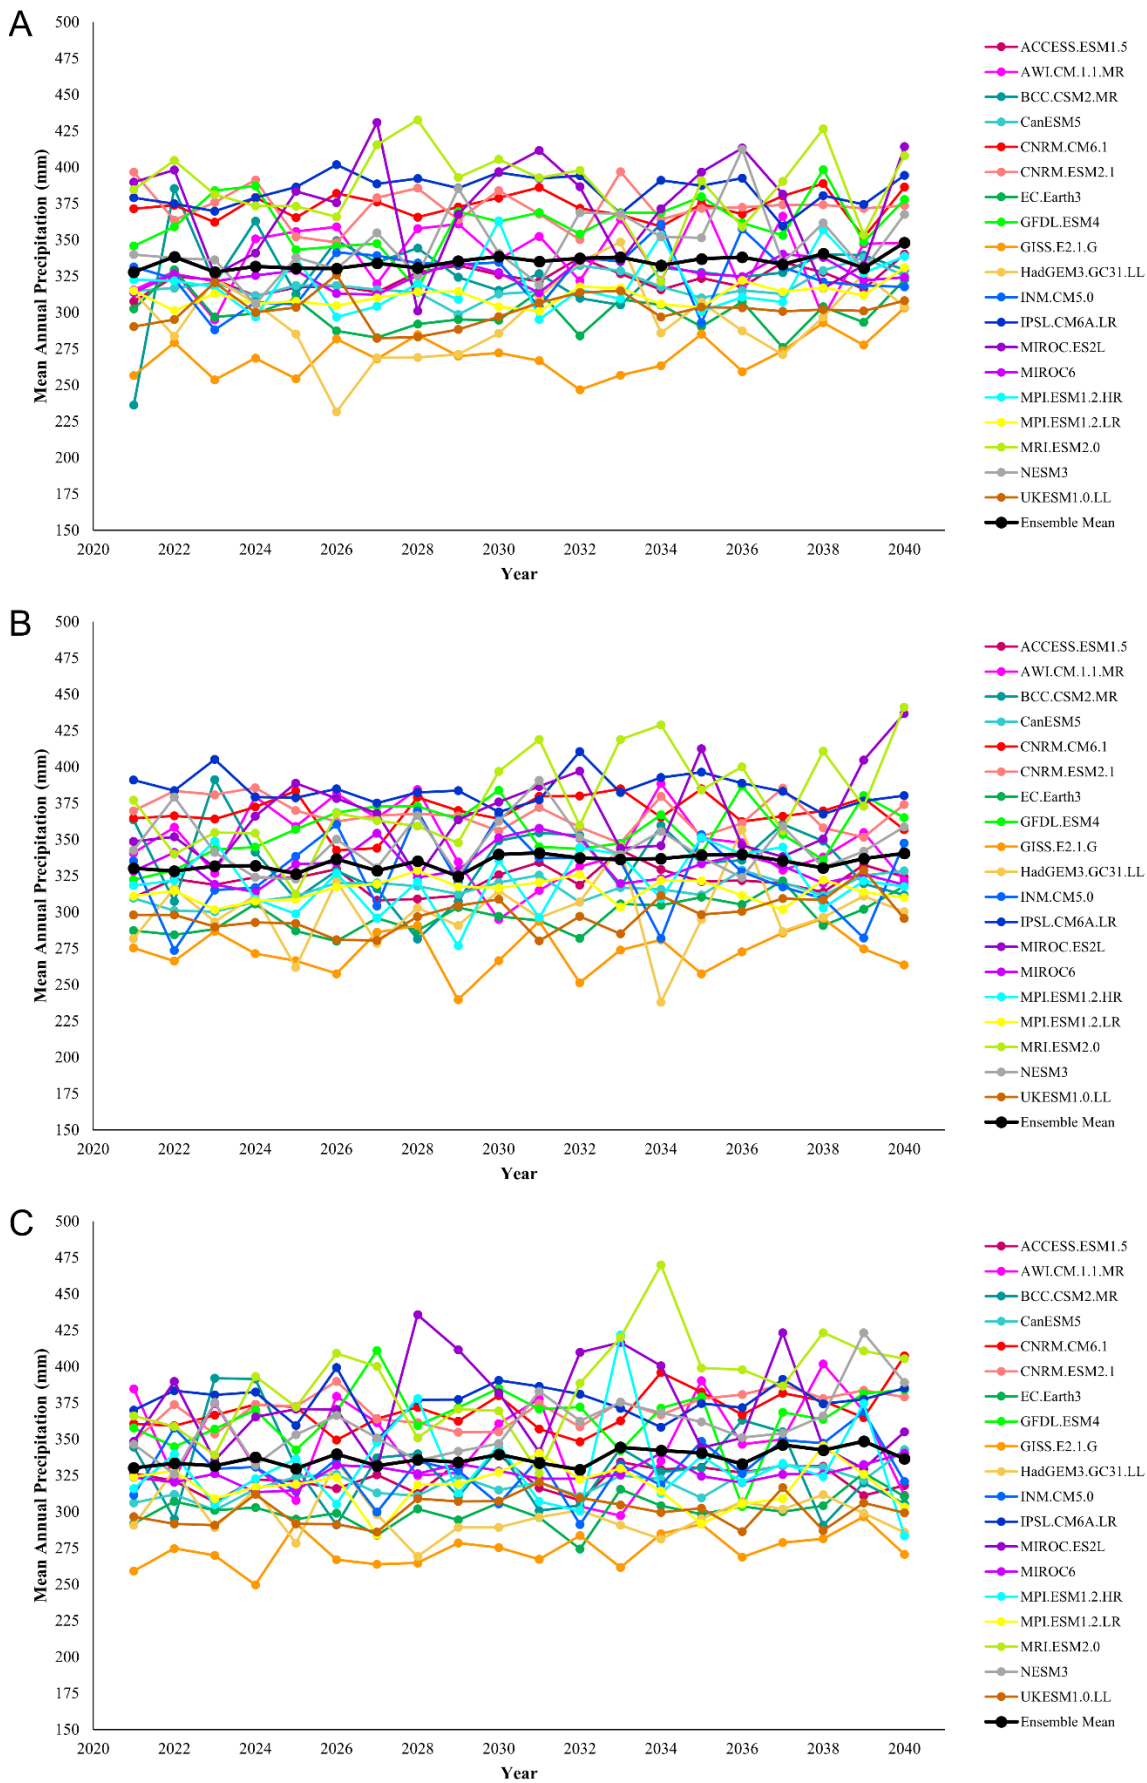 A
500
475
450
425
400
375
350
325
300
275
250
225
200
175
150
Mean Annual Precipitation (mm)
2020 2022 2024 2026 2028 2030 2032 2034 2036 2038 2040
Year
ACCESS.ESM1.5
AWI.CM.1.1.MR
BCC.CSM2.MR
CanESM5
CNRM.CM6.1
CNRM.ESM2.1
EC.Earth3
GFDL.ESM4
GISS.E2.1.G
HadGEM3.GC31.LL
INM.CM5.0
IPSL.CM6A.LR
MIROC.ES2L
MIROC6
MPI.ESM1.2.HR
MPI.ESM1.2.LR
MRI.ESM2.0
NESM3
UKESM1.0.LL
Ensemble Mean
B
500
475
450
425
400
375
350
325
300
275
250
225
200
175
150
Mean Annual Precipitation (mm)
2020 2022 2024 2026 2028 2030 2032 2034 2036 2038 2040
Year
ACCESS.ESM1.5
AWI.CM.1.1.MR
BCC.CSM2.MR
CanESM5
CNRM.CM6.1
CNRM.ESM2.1
EC.Earth3
GFDL.ESM4
GISS.E2.1.G
HadGEM3.GC31.LL
INM.CM5.0
IPSL.CM6A.LR
MIROC.ES2L
MIROC6
MPI.ESM1.2.HR
MPI.ESM1.2.LR
MRI.ESM2.0
NESM3
UKESM1.0.LL
Ensemble Mean
C
500
475
450
425
400
375
350
325
300
275
250
225
200
175
150
Mean Annual Precipitation (mm)
2020 2022 2024 2026 2028 2030 2032 2034 2036 2038 2040
Year
ACCESS.ESM1.5
AWI.CM.1.1.MR
BCC.CSM2.MR
CanESM5
CNRM.CM6.1
CNRM.ESM2.1
EC.Earth3
GFDL.ESM4
GISS.E2.1.G
HadGEM3.GC31.LL
INM.CM5.0
IPSL.CM6A.LR
MIROC.ES2L
MIROC6
MPI.ESM1.2.HR
MPI.ESM1.2.LR
MRI.ESM2.0
NESM3
UKESM1.0.LL
Ensemble Mean